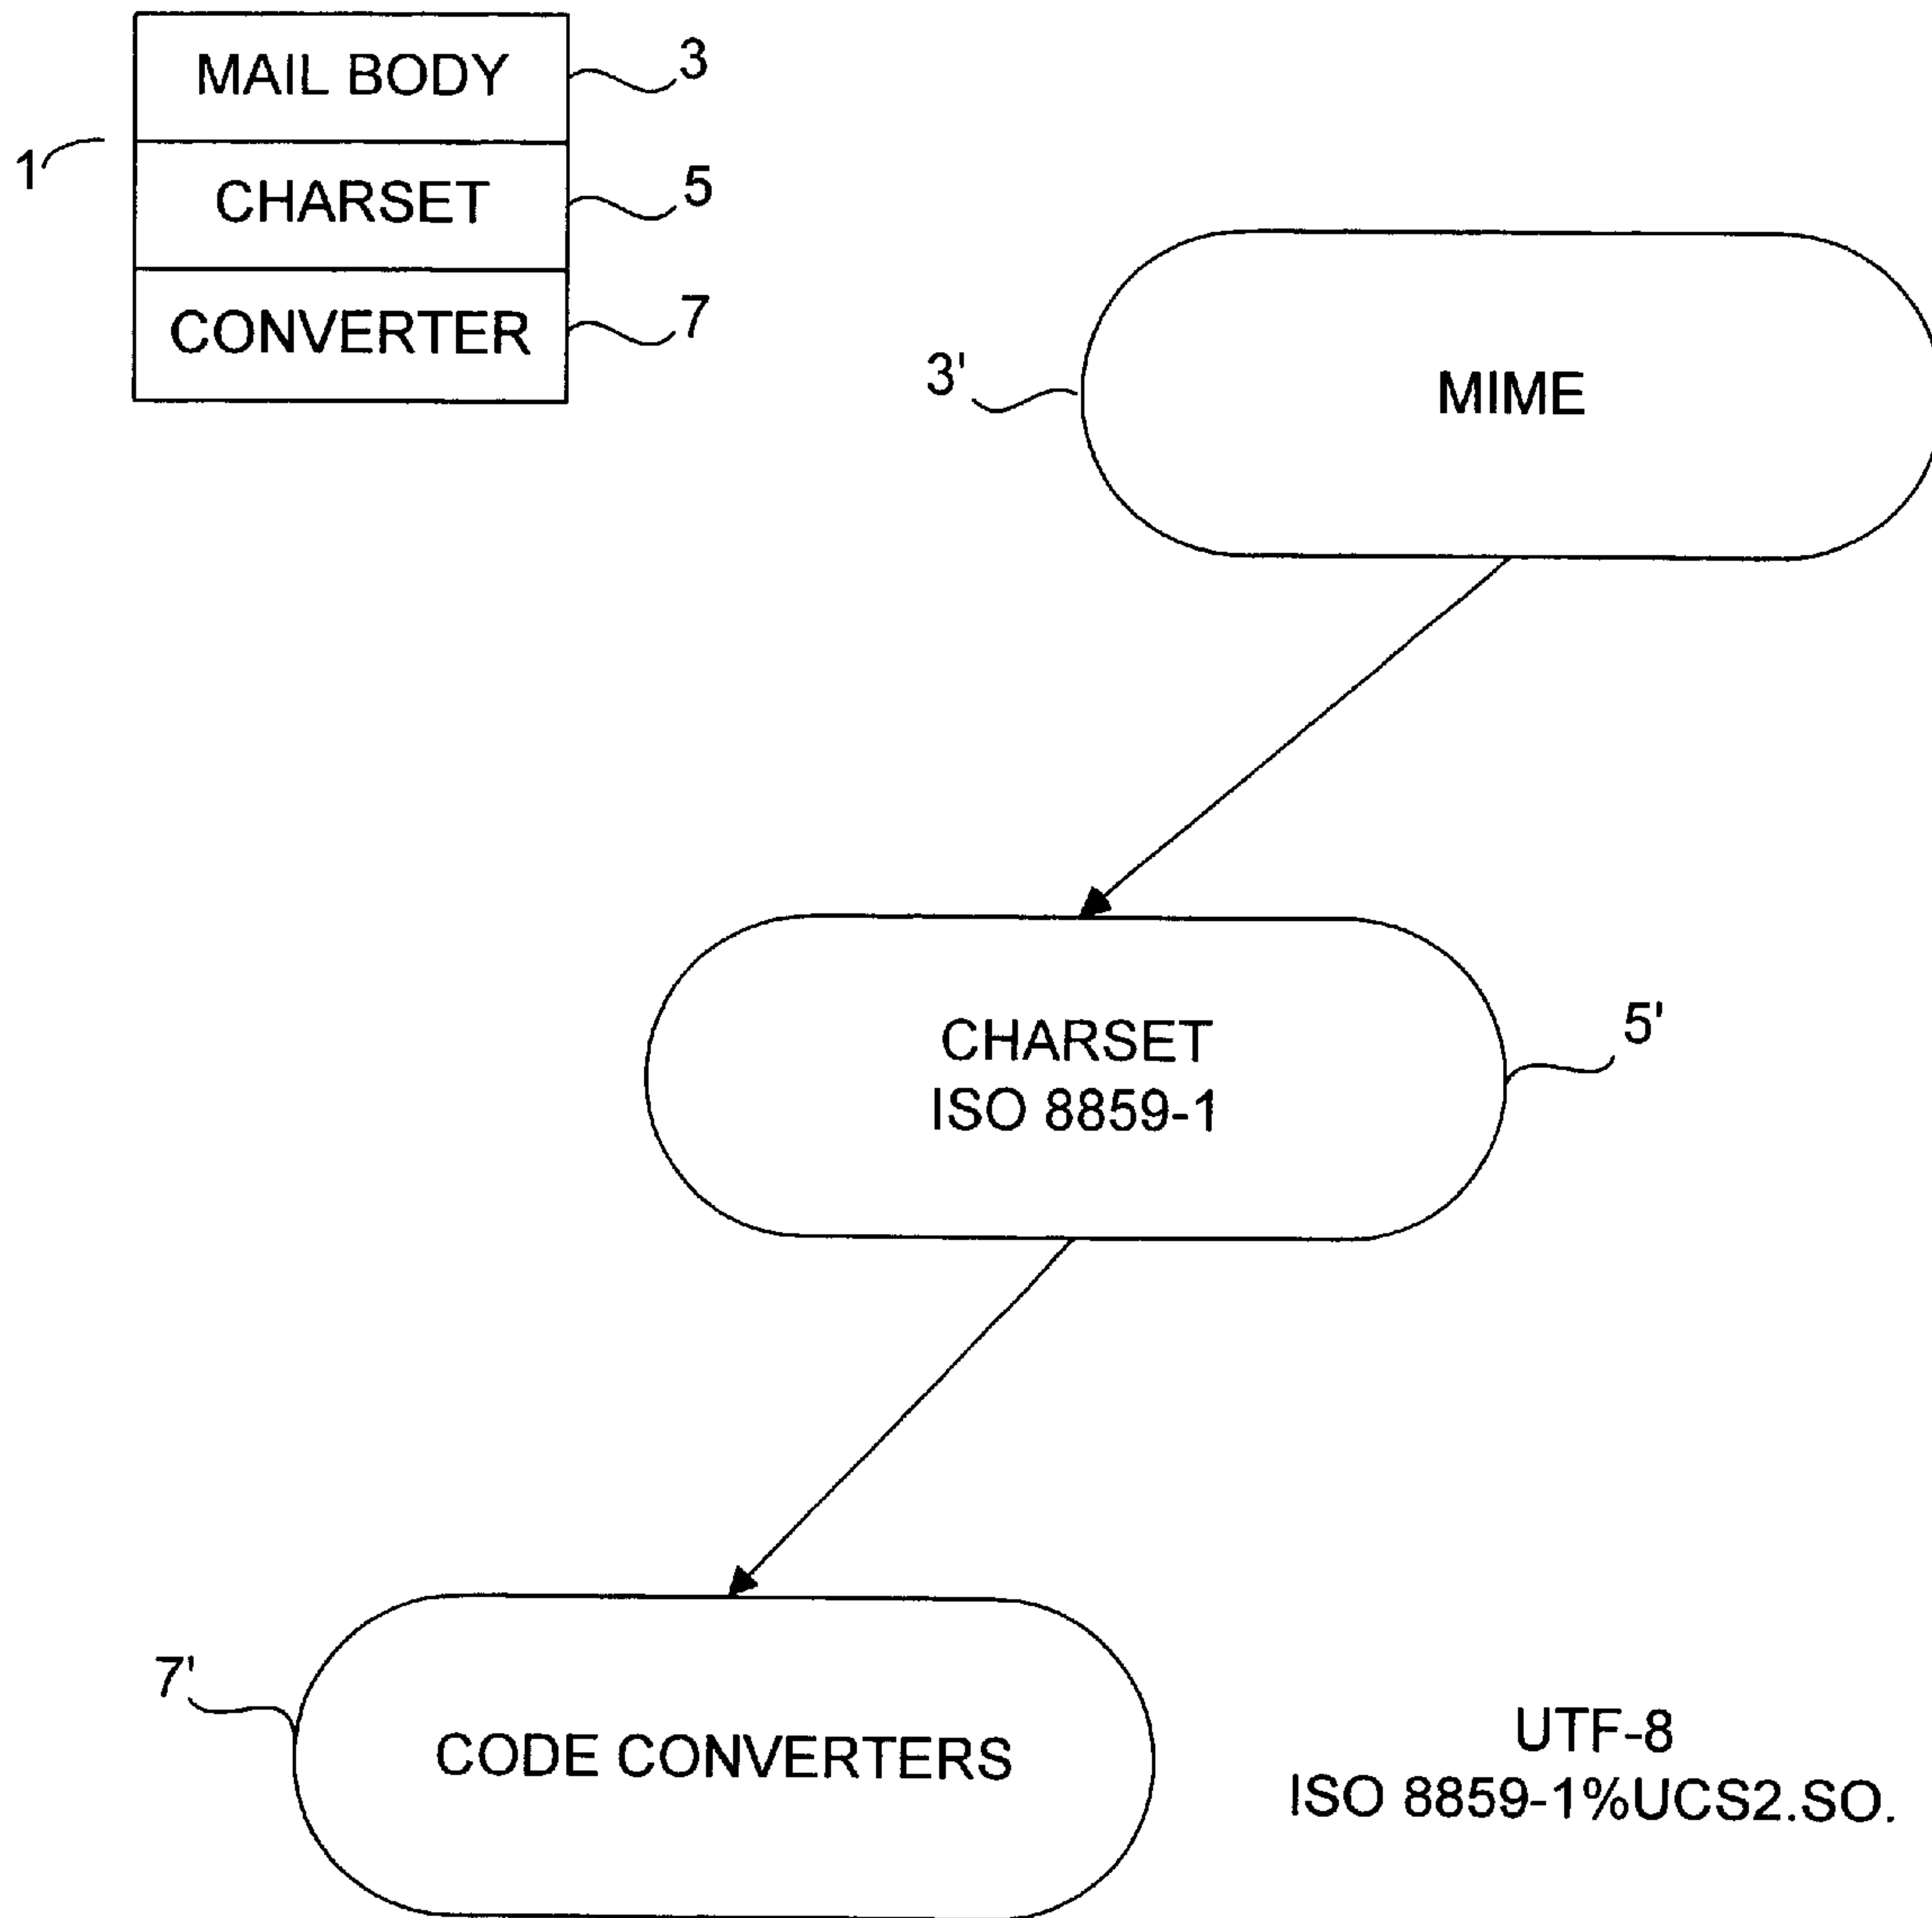 MAIL BODY
3
1
CHARSET
5
CONVERTER
7
3'
MIME
CHARSET
ISO 8859-1
5'
7'
CODE CONVERTERS
UTF-8
ISO 8859-1%UCS2.SO.